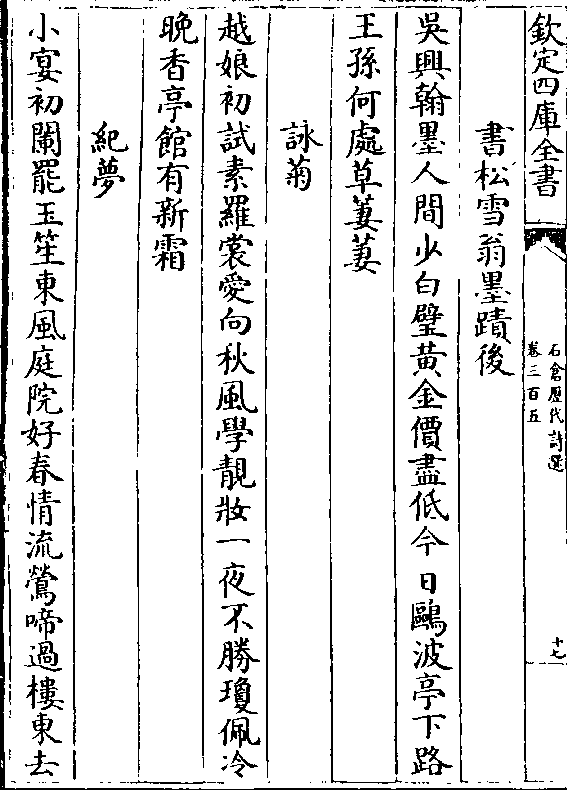 欽定四庫全書
石倉歷代詩選
卷三百五
十七
書松雪翁墨蹟後
吳興翰墨人間少白璧黃金價盡低今日鷗波亭下路
王孫何處草萋萋
詠菊
越娘初試素羅裳愛向秋風學靚妝一夜不勝瓊佩冷
晚香亭館有新霜
紀夢
小宴初闌罷玉笙東風庭院好春情流鶯啼過樓東去